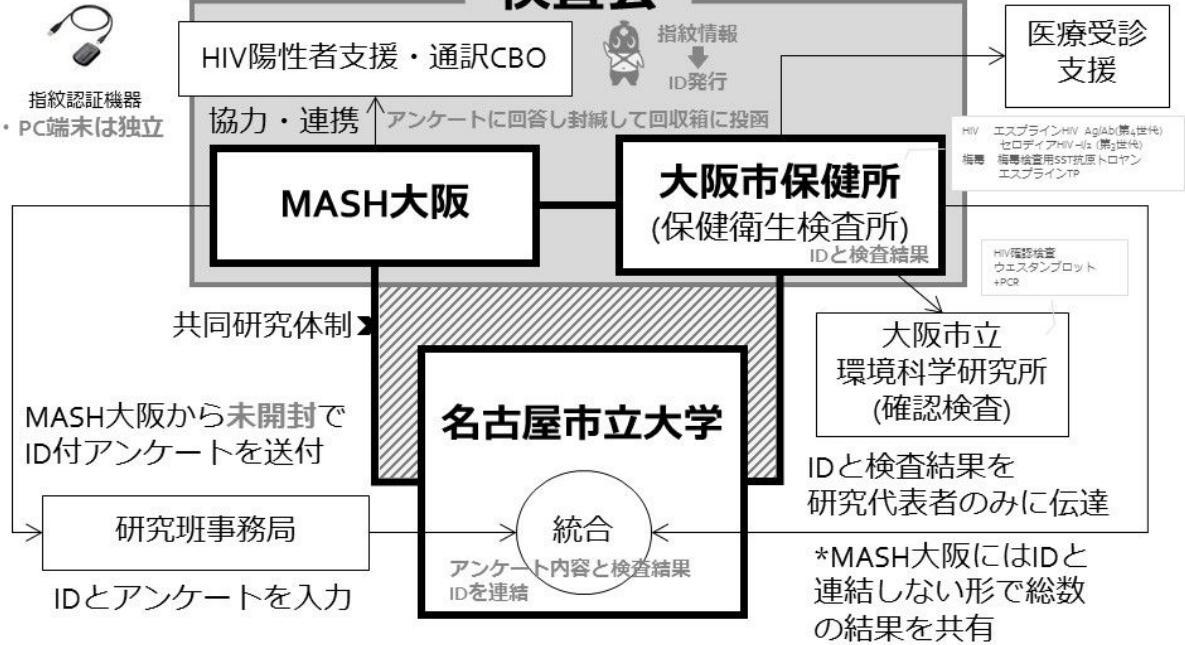 検査会
指紋認証機器
・PC端末は独立
HIV陽性者支援・通訳CBO
指紋情報
ID発行
医療受診
支援
協力・連携
アンケートに回答し封緘して回収箱に投函
HIV エスプラインHIV Ag/Ab(第4世代)
セロディアHIV-1/2 (第3世代)
梅毒 梅毒検査用SST抗原トロヤン
エスプラインTP
MASH大阪
大阪市保健所
(保健衛生検査所)
IDと検査結果
HIV確認検査
ウエスタンブロット
+PCR
共同研究体制
大阪市立
環境科学研究所
(確認検査)
MASH大阪から未開封で
ID付アンケートを送付
名古屋市立大学
IDと検査結果を
研究代表者のみに伝達
研究班事務局
統合
アンケート内容と検査結果
IDを連結
IDとアンケートを入力
*MASH大阪にはIDと
連結しない形で総数
の結果を共有